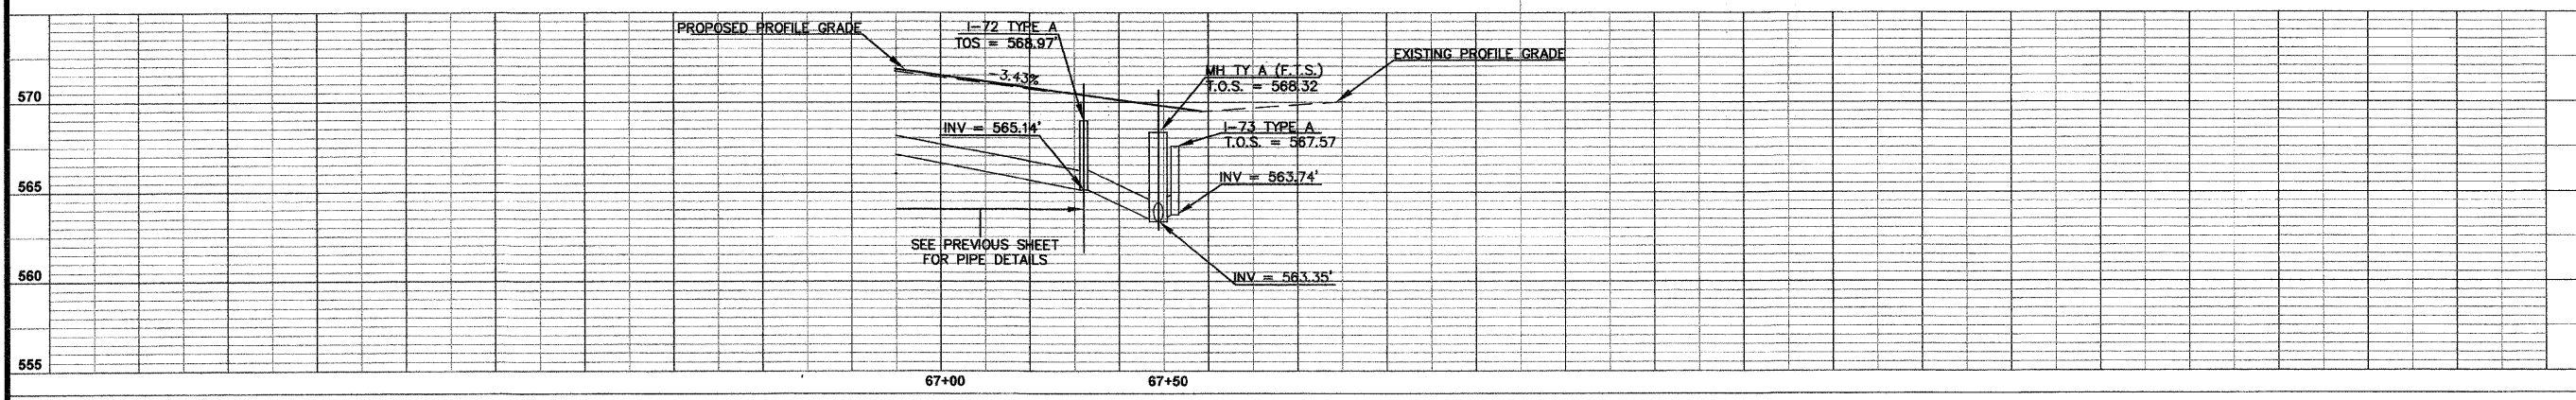 PROPOSED PROFILE GRADE
I-72 TYPE A
TOS = 568.97'
-3.43%
EXISTING PROFILE GRADE
MH TY A (F.T.S.)
T.O.S. = 568.32
570
INV = 565.14'
I-73 TYPE A
T.O.S. = 567.57
INV = 563.74'
565
SEE PREVIOUS SHEET
FOR PIPE DETAILS
INV = 563.35'
560
555
67+00
67+50